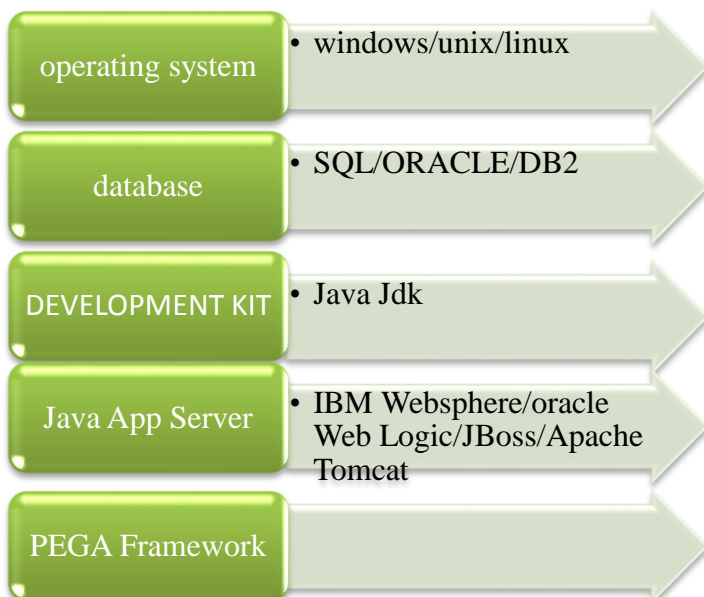 operating system
• windows/unix/linux
database
• SQL/ORACLE/DB2
DEVELOPMENT KIT
• Java Jdk
Java App Server
• IBM Websphere/oracle
Web Logic/JBoss/Apache
Tomcat
PEGA Framework